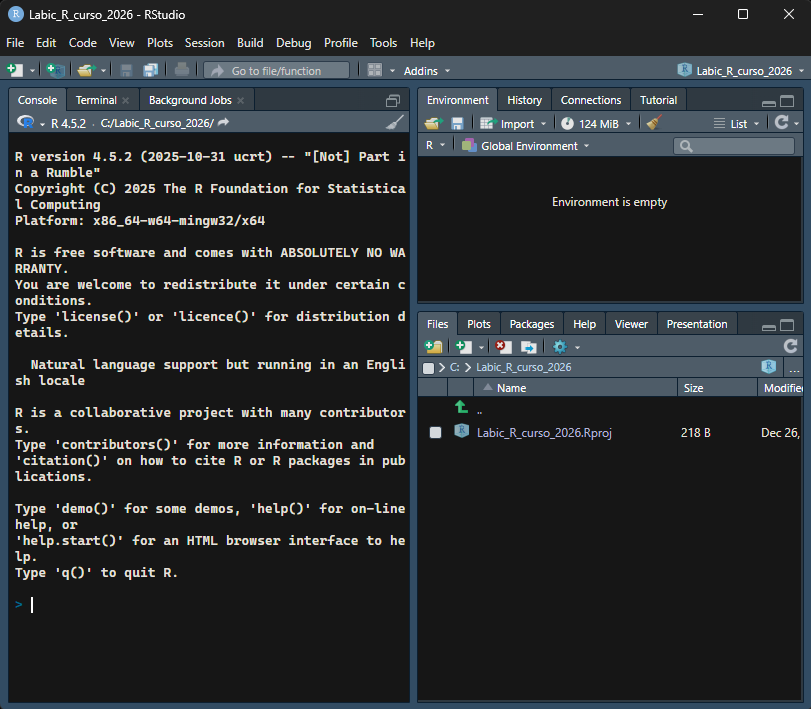 Labic_R_curso_2026 - RStudio
File Edit Code View Plots Session Build Debug Profile Tools Help
Go to file/function Addins Labic_R_curso_2026
Console Terminal Background Jobs
R 4.5.2 . C:/Labic_R_curso_2026/
R version 4.5.2 (2025-10-31 ucrt) -- "[Not] Part i
n a Rumble"
Copyright (C) 2025 The R Foundation for Statistica
l Computing
Platform: x86_64-w64-mingw32/x64
R is free software and comes with ABSOLUTELY NO WA
RRANTY.
You are welcome to redistribute it under certain c
onditions.
Type 'license()' or 'licence()' for distribution d
etails.
Natural language support but running in an Engli
sh locale
R is a collaborative project with many contributor
s.
Type 'contributors()' for more information and
'citation()' on how to cite R or R packages in pub
lications.
Type 'demo()' for some demos, 'help()' for on-line
help, or
'help.start()' for an HTML browser interface to he
lp.
Type 'q()' to quit R.
>
Environment History Connections Tutorial
Import 124 MiB List
R Global Environment
Environment is empty
Files Plots Packages Help Viewer Presentation
C: Labic_R_curso_2026 ...
Name Size Modifie
..
Labic_R_curso_2026.Rproj 218 B Dec 26,